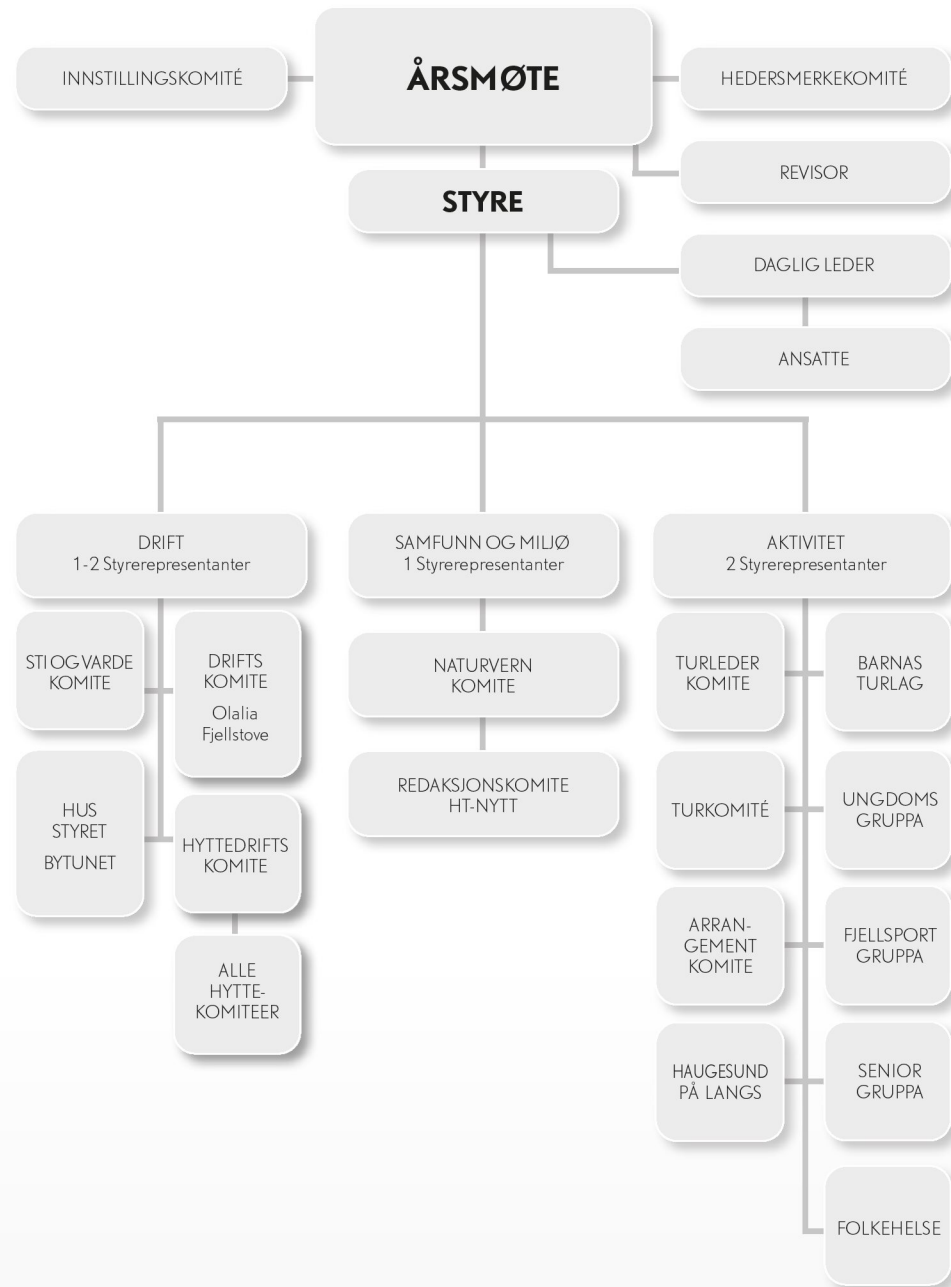 INNSTILLINGSKOMITÉ
ÅRSMØTE
HEDERSMERKEKOMITÉ
REVISOR
STYRE
DAGLIG LEDER
ANSATTE
DRIFT
1-2 Styrerepresentanter
STI OG VARDE
KOMITE
DRIFTS
KOMITE
Olalia
Fjellstove
HUS
STYRET
BYTUNET
HYTTEDRIFTS
KOMITE
ALLE
HYTTE-
KOMITEER
SAMFUNN OG MILJØ
1 Styrerepresentanter
NATURVERN
KOMITE
REDAKSJONSKOMITE
HT-NYTT
AKTIVITET
2 Styrerepresentanter
TURLEDER
KOMITE
BARNAS
TURLAG
TURKOMITÉ
UNGDOMS
GRUPPA
ARRAN-
GEMENT
KOMITE
FJELLSPORT
GRUPPA
HAUGESUND
PÅ LANGS
SENIOR
GRUPPA
FOLKEHELSE